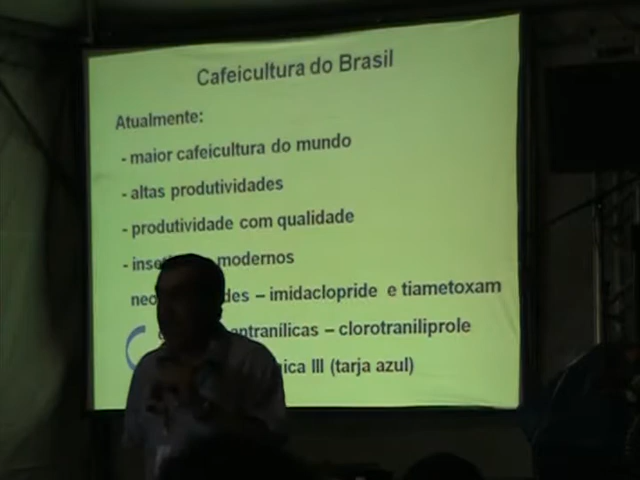 Cafeicultura do Brasil
Atualmente:
- maior cafeicultura do mundo
- altas produtividades
- produtividade com qualidade
- modernos
– imidaclopride e tiametoxam
– clorotraniliprole
III (tarja azul)